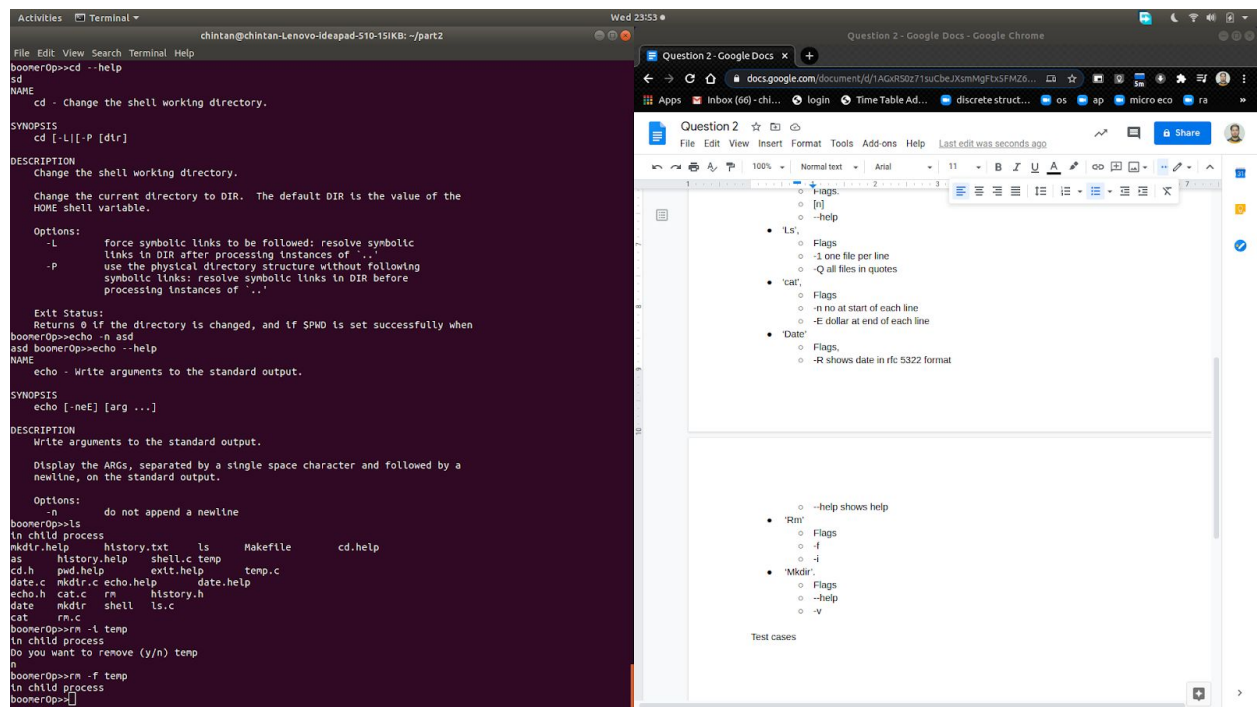 Activities Terminal Wed 23:53
chintan@chintan-Lenovo-ideapad-510-15IKB: ~/part2
File Edit View Search Terminal Help
boomerOp>>cd --help
sd
NAME
cd - Change the shell working directory.
SYNOPSIS
cd [-L|[-P [dir]
DESCRIPTION
Change the shell working directory.
Change the current directory to DIR. The default DIR is the value of the
HOME shell variable.
Options:
-L force symbolic links to be followed: resolve symbolic
links in DIR after processing instances of `..'
-P use the physical directory structure without following
symbolic links: resolve symbolic links in DIR before
processing instances of `..'
Exit Status:
Returns 0 if the directory is changed, and if $PWD is set successfully when
boomerOp>>echo -n asd
asd boomerOp>>echo --help
NAME
echo - Write arguments to the standard output.
SYNOPSIS
echo [-neE] [arg ...]
DESCRIPTION
Write arguments to the standard output.
Display the ARGs, separated by a single space character and followed by a
newline, on the standard output.
Options:
-n do not append a newline
boomerOp>>ls
in child process
mkdir.help history.txt ls Makefile cd.help
as history.help shell.c temp
cd.h pwd.help exit.help temp.c
date.c mkdir.c echo.help date.help
echo.h cat.c rm history.h
date mkdir shell ls.c
cat rm.c
boomerOp>>rm -i temp
in child process
Do you want to remove (y/n) temp
n
boomerOp>>rm -f temp
in child process
boomerOp>>
Question 2 - Google Docs - Google Chrome
Question 2 - Google Docs
docs.google.com/document/d/1AGxRS0z71suCbeJXsmMgFtxSFMZ6...
Apps Inbox (66) - chi... login Time Table Ad... discrete struct... os ap micro eco ra »
Question 2
Share
File Edit View Insert Format Tools Add-ons Help Last edit was seconds ago
100% Normal text Arial 11 B I U A
Flags.
[n]
--help
'Ls',
Flags
-1 one file per line
-Q all files in quotes
'cat',
Flags
-n no at start of each line
-E dollar at end of each line
'Date'
Flags,
-R shows date in rfc 5322 format
--help shows help
'Rm'
Flags
-f
-i
'Mkdir'.
Flags
--help
-v
Test cases